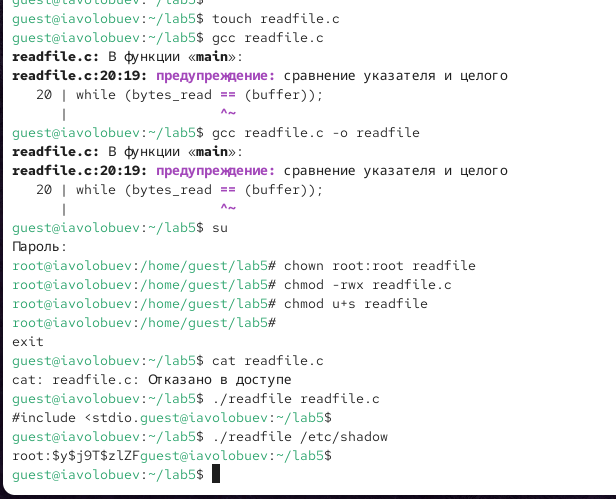 guest@iavolobuev:~/lab5$
guest@iavolobuev:~/lab5$ touch readfile.c
guest@iavolobuev:~/lab5$ gcc readfile.c
readfile.c: В функции «main»:
readfile.c:20:19: предупреждение: сравнение указателя и целого
   20 | while (bytes_read == (buffer));
      |                   ^~
guest@iavolobuev:~/lab5$ gcc readfile.c -o readfile
readfile.c: В функции «main»:
readfile.c:20:19: предупреждение: сравнение указателя и целого
   20 | while (bytes_read == (buffer));
      |                   ^~
guest@iavolobuev:~/lab5$ su
Пароль:
root@iavolobuev:/home/guest/lab5# chown root:root readfile
root@iavolobuev:/home/guest/lab5# chmod -rwx readfile.c
root@iavolobuev:/home/guest/lab5# chmod u+s readfile
root@iavolobuev:/home/guest/lab5#
exit
guest@iavolobuev:~/lab5$ cat readfile.c
cat: readfile.c: Отказано в доступе
guest@iavolobuev:~/lab5$ ./readfile readfile.c
#include <stdio.guest@iavolobuev:~/lab5$
guest@iavolobuev:~/lab5$ ./readfile /etc/shadow
root:$y$j9T$zlZFguest@iavolobuev:~/lab5$
guest@iavolobuev:~/lab5$